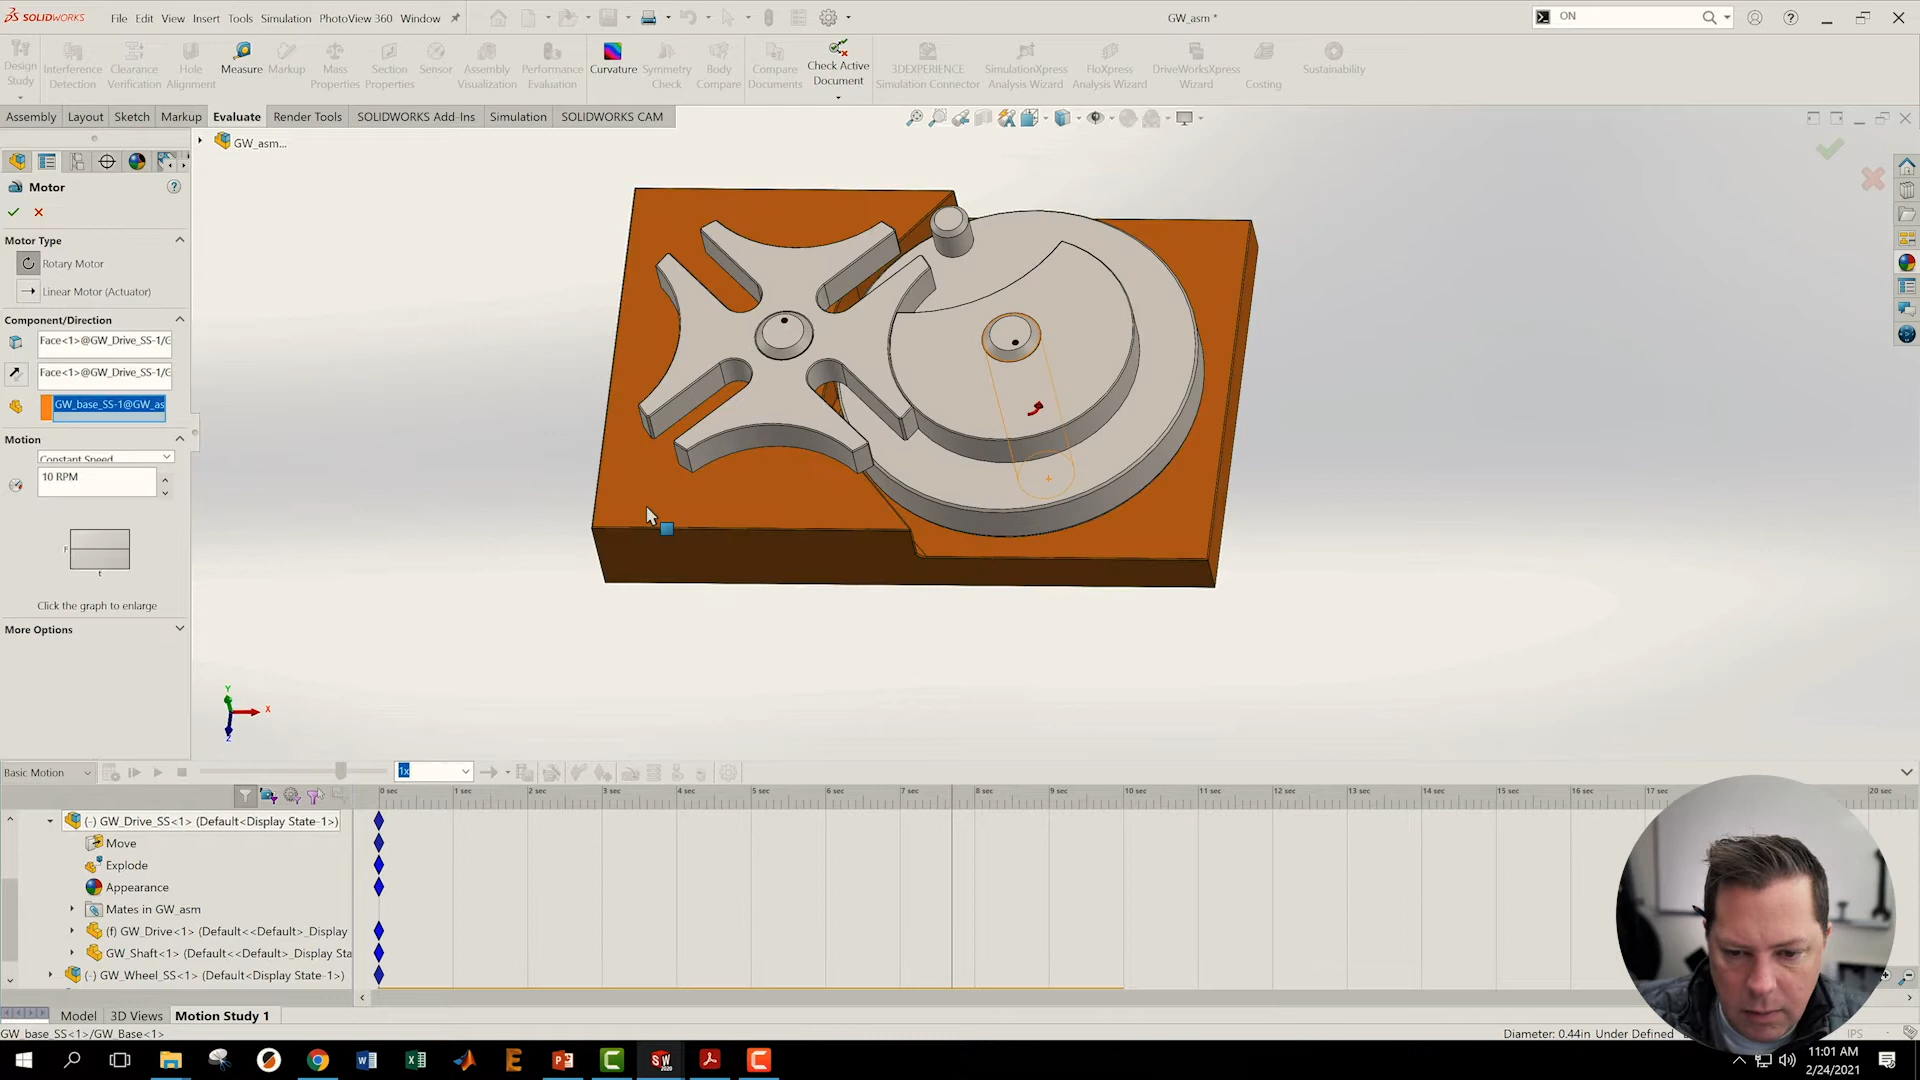 SOLIDWORKS File Edit View Insert Tools Simulation PhotoView 360 Window GW_asm * ON
Design Study
Interference Detection
Clearance Verification
Hole Alignment
Measure
Markup
Mass Properties
Section Properties
Sensor
Assembly Visualization
Performance Evaluation
Curvature
Symmetry Check
Body Compare
Compare Documents
Check Active Document
3DEXPERIENCE Simulation Connector
SimulationXpress Analysis Wizard
FloXpress Analysis Wizard
DriveWorksXpress Wizard
Costing
Sustainability
Assembly Layout Sketch Markup Evaluate Render Tools SOLIDWORKS Add-Ins Simulation SOLIDWORKS CAM
GW_asm...
Motor
Motor Type
Rotary Motor
Linear Motor (Actuator)
Component/Direction
Face<1>@GW_Drive_SS-1/G
Face<1>@GW_Drive_SS-1/G
GW_base_SS-1@GW_as
Motion
Constant Speed
10 RPM
F
t
Click the graph to enlarge
More Options
Y
X
Z
Basic Motion 1x
0 sec 1 sec 2 sec 3 sec 4 sec 5 sec 6 sec 7 sec 8 sec 9 sec 10 sec 11 sec 12 sec 13 sec 14 sec 15 sec 16 sec 17 sec 20 sec
(-) GW_Drive_SS<1> (Default<Display State-1>)
Move
Explode
Appearance
Mates in GW_asm
(f) GW_Drive<1> (Default<<Default>_Display
GW_Shaft<1> (Default<<Default>_Display Sta
(-) GW_Wheel_SS<1> (Default<Display State-1>)
Model 3D Views Motion Study 1
GW_base_SS<1>/GW_Base<1> Diameter: 0.44in Under Defined IPS
11:01 AM
2/24/2021